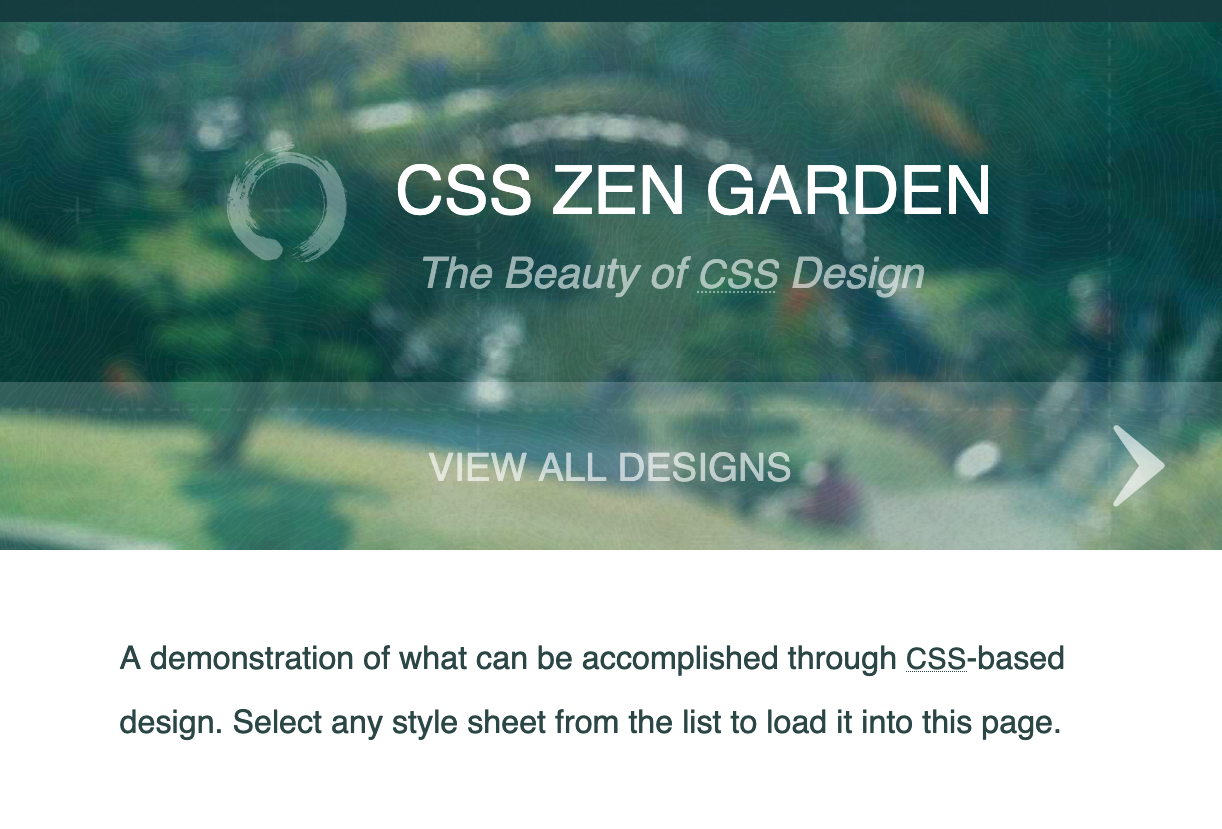 CSS ZEN GARDEN
The Beauty of CSS Design
VIEW ALL DESIGNS
A demonstration of what can be accomplished through CSS-based
design. Select any style sheet from the list to load it into this page.